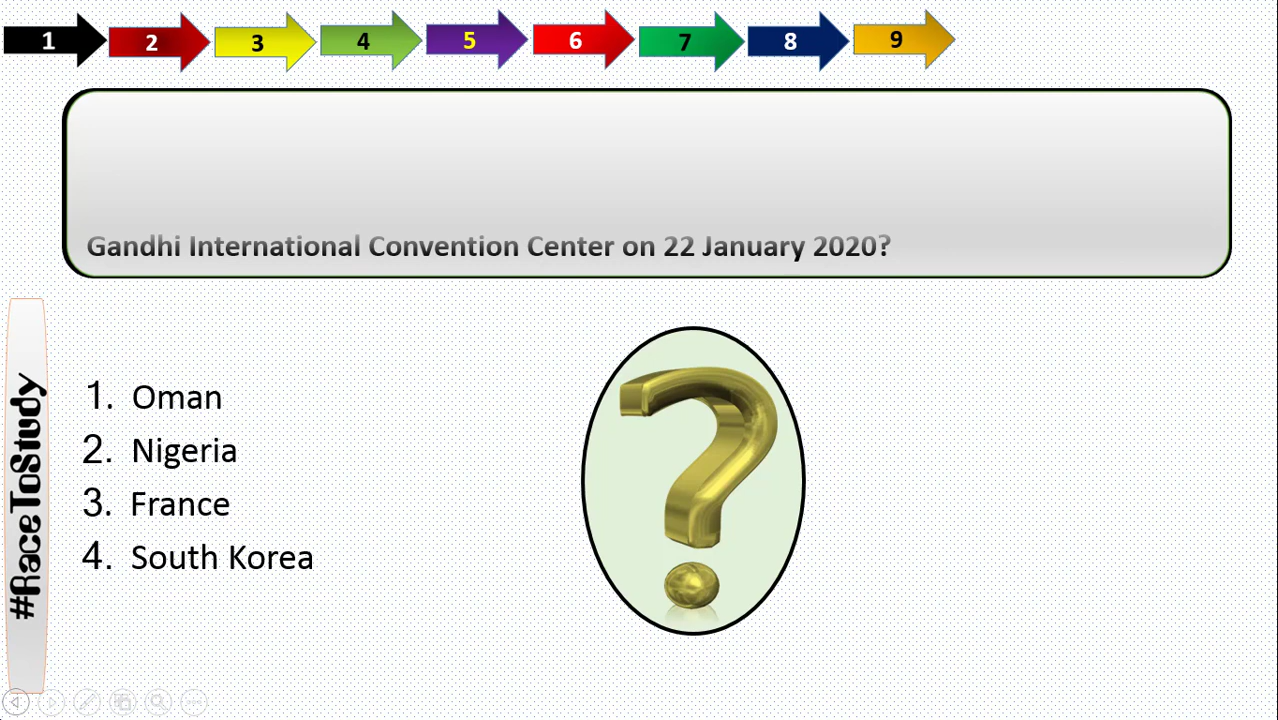 1 2 3 4 5 6 7 8 9
Gandhi International Convention Center on 22 January 2020?
#RaceToStudy
1. Oman
2. Nigeria
3. France
4. South Korea